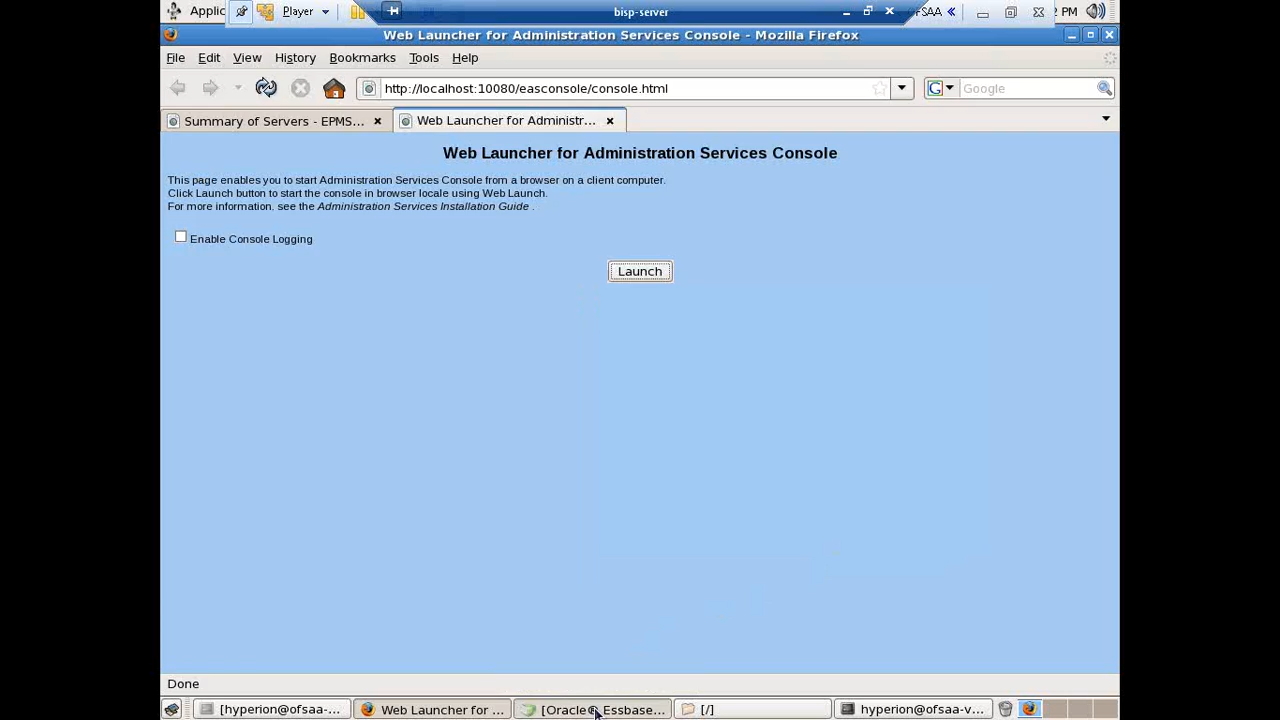 Applic
Player
bisp-server
FSAA
2 PM
Web Launcher for Administration Services Console - Mozilla Firefox
File Edit View History Bookmarks Tools Help
http://localhost:10080/easconsole/console.html
G
Google
Summary of Servers - EPMS...
Web Launcher for Administr...
Web Launcher for Administration Services Console
This page enables you to start Administration Services Console from a browser on a client computer.
Click Launch button to start the console in browser locale using Web Launch.
For more information, see the Administration Services Installation Guide .
Enable Console Logging
Launch
Done
[hyperion@ofsaa-...
Web Launcher for ...
[Oracle® Essbase...
[/]
hyperion@ofsaa-v...